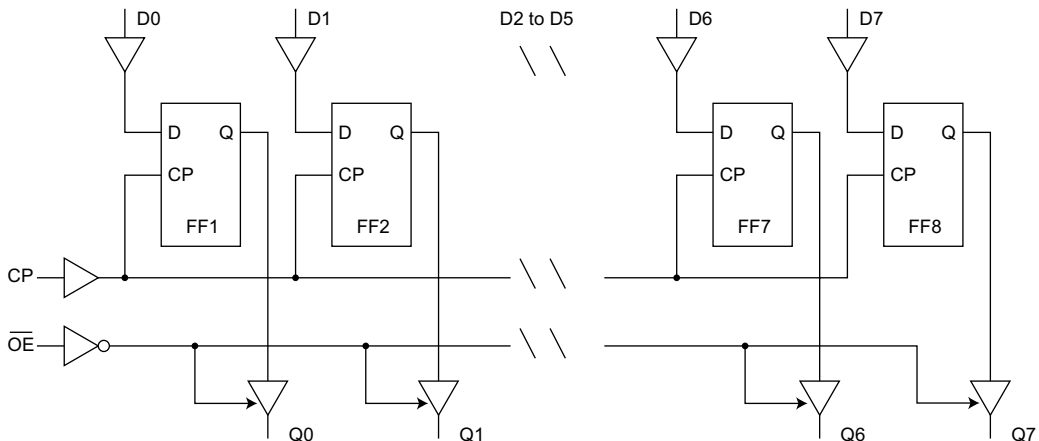 D0 D1 D2 to D5 D6 D7
D Q D Q D Q D Q
CP CP CP CP
FF1 FF2 FF7 FF8
CP
O̅E̅
Q0 Q1 Q6 Q7